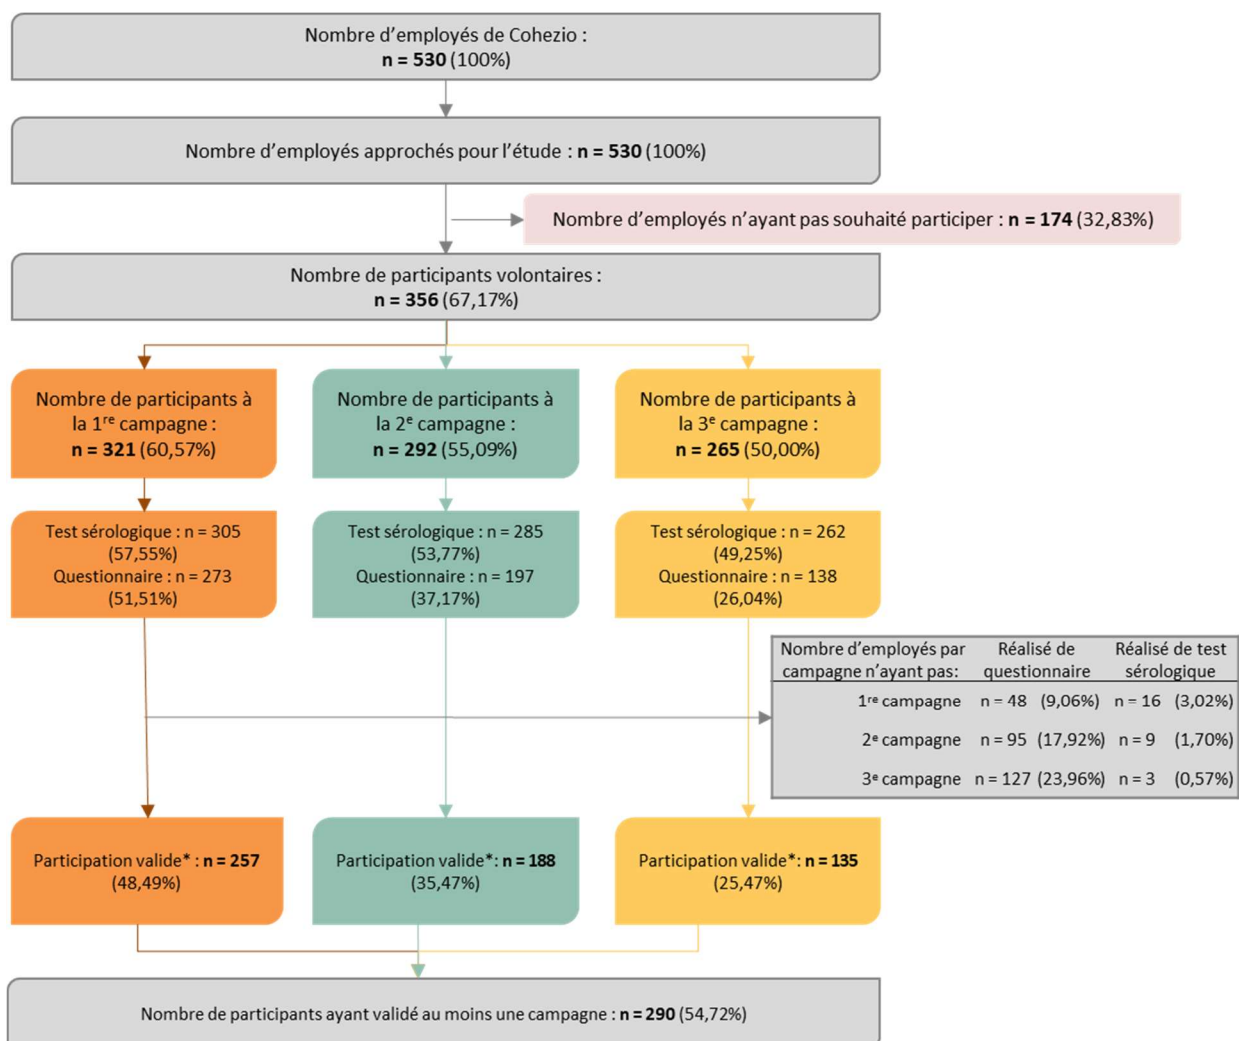 Nombre d'employés de Cohezio :
n = 530 (100%)
Nombre d'employés approchés pour l'étude : n = 530 (100%)
Nombre d'employés n'ayant pas souhaité participer : n = 174 (32,83%)
Nombre de participants volontaires :
n = 356 (67,17%)
Nombre de participants à
la 1re campagne :
n = 321 (60,57%)
Nombre de participants à
la 2e campagne :
n = 292 (55,09%)
Nombre de participants à
la 3e campagne :
n = 265 (50,00%)
Test sérologique : n = 305
(57,55%)
Questionnaire : n = 273
(51,51%)
Test sérologique : n = 285
(53,77%)
Questionnaire : n = 197
(37,17%)
Test sérologique : n = 262
(49,25%)
Questionnaire : n = 138
(26,04%)
Nombre d'employés par Réalisé de Réalisé de test
campagne n'ayant pas: questionnaire sérologique
1re campagne n = 48 (9,06%) n = 16 (3,02%)
2e campagne n = 95 (17,92%) n = 9 (1,70%)
3e campagne n = 127 (23,96%) n = 3 (0,57%)
Participation valide* : n = 257
(48,49%)
Participation valide*: n = 188
(35,47%)
Participation valide*: n = 135
(25,47%)
Nombre de participants ayant validé au moins une campagne : n = 290 (54,72%)